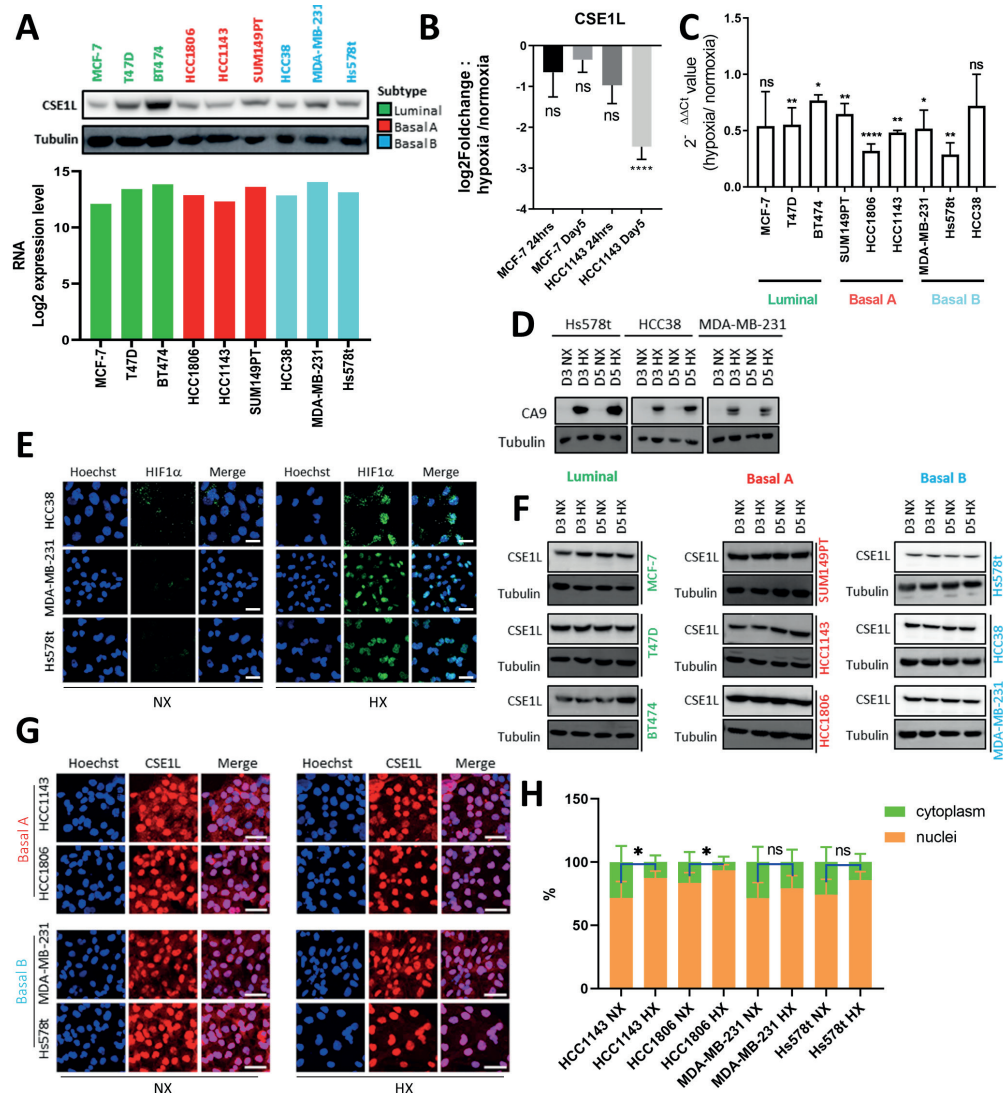 A
MCF-7
T47D
BT474
HCC1806
HCC1143
SUM149PT
HCC38
MDA-MB-231
Hs578t
CSE1L
Tubulin
Subtype
Luminal
Basal A
Basal B
RNA
Log2 expression level
15
10
5
0
MCF-7
T47D
BT474
HCC1806
HCC1143
SUM149PT
HCC38
MDA-MB-231
Hs578t
B
CSE1L
log2Foldchange :
hypoxia /normoxia
0
-1
-2
-3
-4
ns
ns
ns
****
MCF-7 24hrs
MCF-7 Day5
HCC1143 24hrs
HCC1143 Day5
C
2^- ΔΔCt value
(hypoxia/ normoxia)
1.5
1.0
0.5
0.0
ns
**
*
**
****
**
*
**
ns
MCF-7
T47D
BT474
SUM149PT
HCC1806
HCC1143
MDA-MB-231
Hs578t
HCC38
Luminal
Basal A
Basal B
D
Hs578t
HCC38
MDA-MB-231
D3 NX
D3 HX
D5 NX
D5 HX
D3 NX
D3 HX
D5 NX
D5 HX
D3 NX
D3 HX
D5 NX
D5 HX
CA9
Tubulin
E
Hoechst HIF1α Merge
Hoechst HIF1α Merge
HCC38
MDA-MB-231
Hs578t
NX
HX
F
Luminal
Basal A
Basal B
D3 NX
D3 HX
D5 NX
D5 HX
D3 NX
D3 HX
D5 NX
D5 HX
D3 NX
D3 HX
D5 NX
D5 HX
CSE1L
Tubulin
MCF-7
CSE1L
Tubulin
SUM149PT
CSE1L
Tubulin
Hs578t
CSE1L
Tubulin
T47D
CSE1L
Tubulin
HCC1143
CSE1L
Tubulin
HCC38
CSE1L
Tubulin
BT474
CSE1L
Tubulin
HCC1806
CSE1L
Tubulin
MDA-MB-231
G
Hoechst CSE1L Merge
Hoechst CSE1L Merge
Basal A
HCC1143
HCC1806
Basal B
MDA-MB-231
Hs578t
NX
HX
H
cytoplasm
nuclei
%
150
100
50
0
*
*
ns
ns
HCC1143 NX
HCC1143 HX
HCC1806 NX
HCC1806 HX
MDA-MB-231 NX
MDA-MB-231 HX
Hs578t NX
Hs578t HX